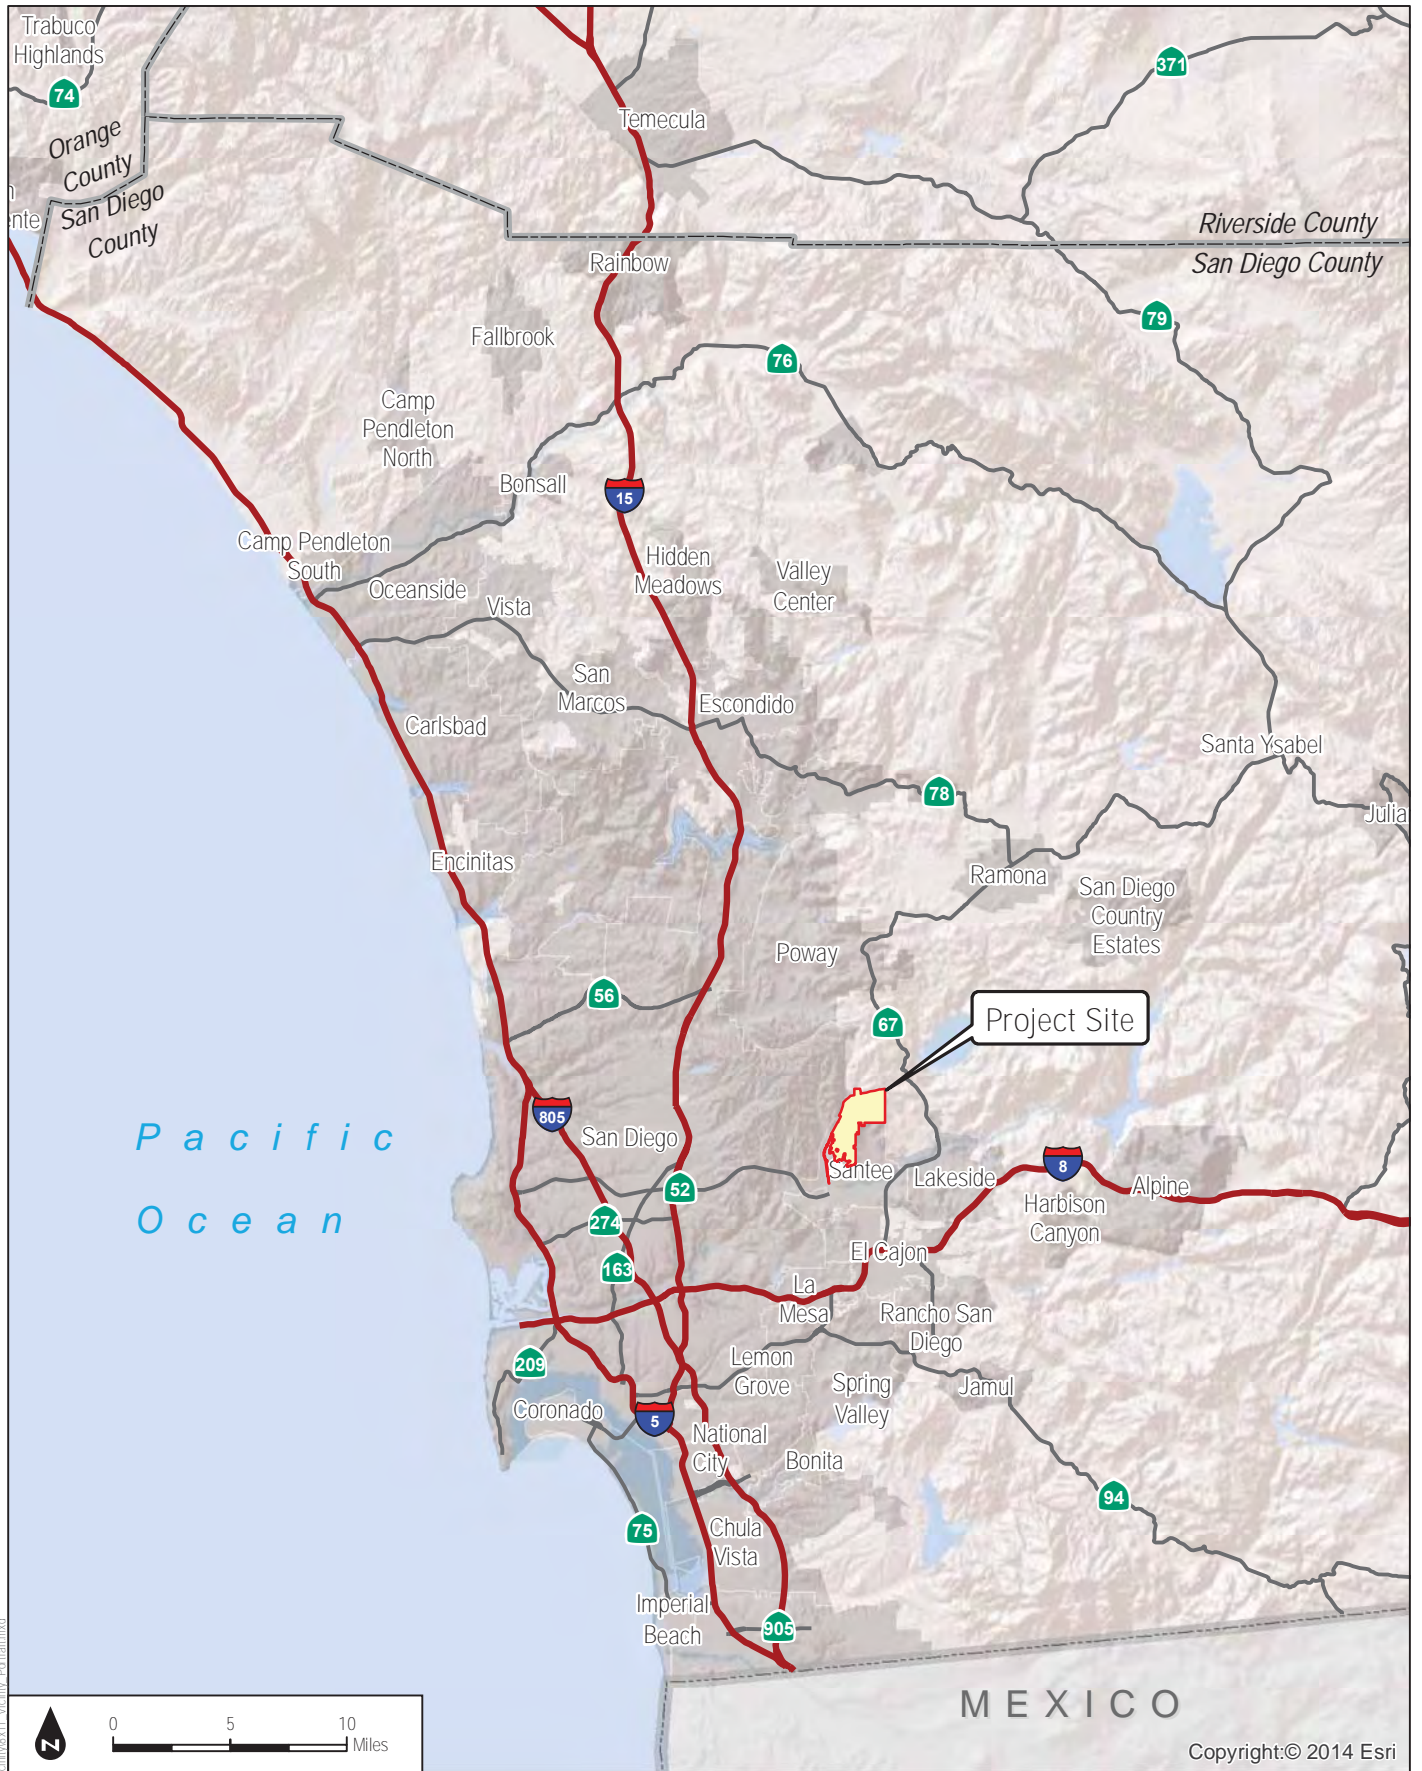 Trabuco
Highlands
74
371
Temecula
Orange
County
San Diego
County
Riverside County
San Diego County
Rainbow
79
Fallbrook
76
Camp
Pendleton
North
Bonsall
15
Camp Pendleton
South
Hidden
Meadows
Valley
Center
Oceanside
Vista
San
Marcos
Escondido
Carlsbad
Santa Ysabel
78
Julia
Encinitas
Ramona
San Diego
Country
Estates
Poway
56
67
Project Site
805
San Diego
Pacific
Ocean
Santee
Lakeside
8
Alpine
52
Harbison
Canyon
274
El Cajon
163
La
Mesa
Rancho San
Diego
209
Lemon
Grove
Spring
Valley
Jamul
Coronado
5
National
City
Bonita
94
75
Chula
Vista
Imperial
Beach
905
MEXICO
N
0 5 10
Miles
Copyright:© 2014 Esri